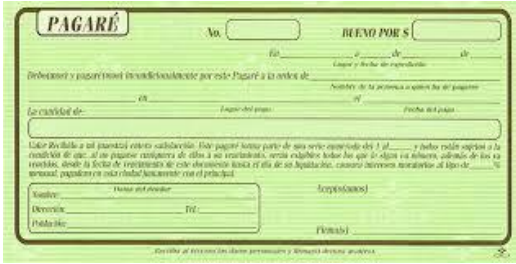 PAGARÉ
No.
BUENO POR $
En a de de
Lugar y fecha de expedición
Debo(mos) y pagaré(mos) incondicionalmente por este Pagaré a la orden de
Nombre de la persona a quien ha de pagarse
en el
La cantidad de: Lugar del pago Fecha del pago
Valor Recibido a mi (nuestra) entera satisfacción. Este pagaré forma parte de una serie numerada del 1 al y todos están sujetos a la
condición de que, al no pagarse cualquiera de ellos a su vencimiento, serán exigibles todos los que le sigan en número, además de los ya
vencidos, desde la fecha de vencimiento de este documento hasta el día de su liquidación, causará intereses moratorios al tipo de %
mensual, pagadero en esta ciudad juntamente con el principal.
Datos del deudor
Nombre:
Dirección: Tel:
Población:
Acepto(amos)
Firma(s)